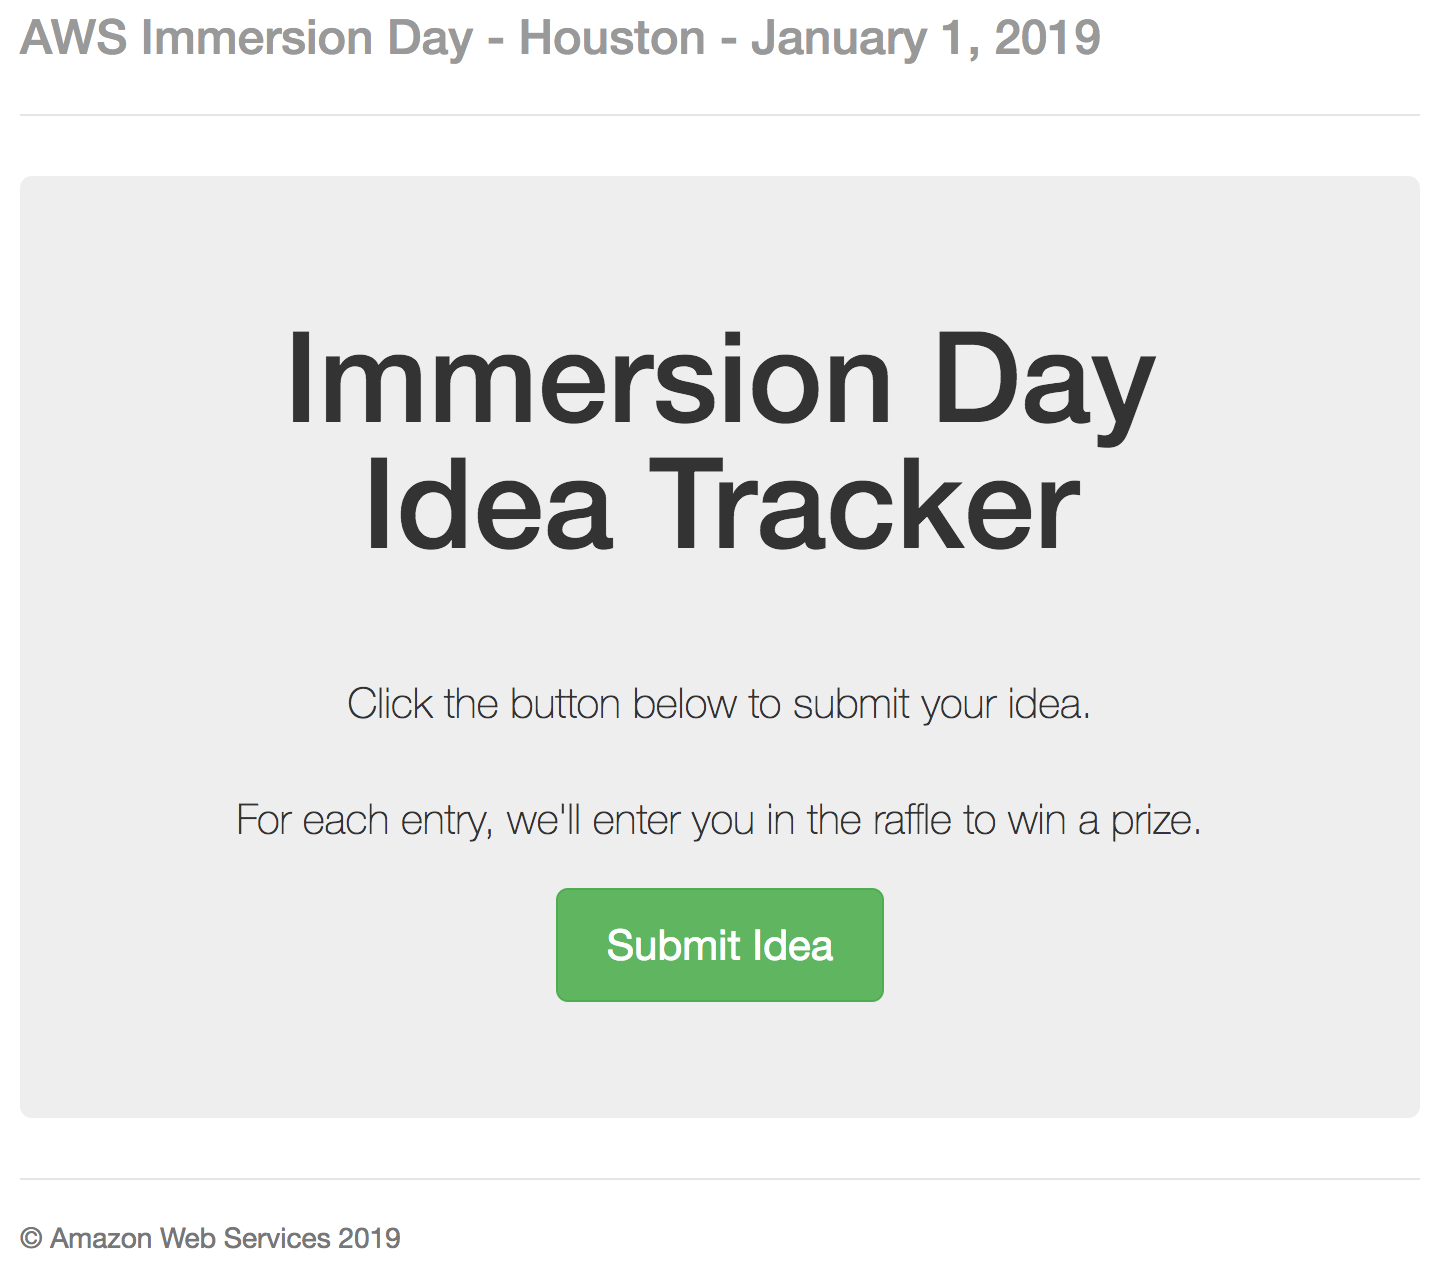 AWS Immersion Day - Houston - January 1, 2019
Immersion Day
Idea Tracker
Click the button below to submit your idea.
For each entry, we'll enter you in the raffle to win a prize.
Submit Idea
© Amazon Web Services 2019